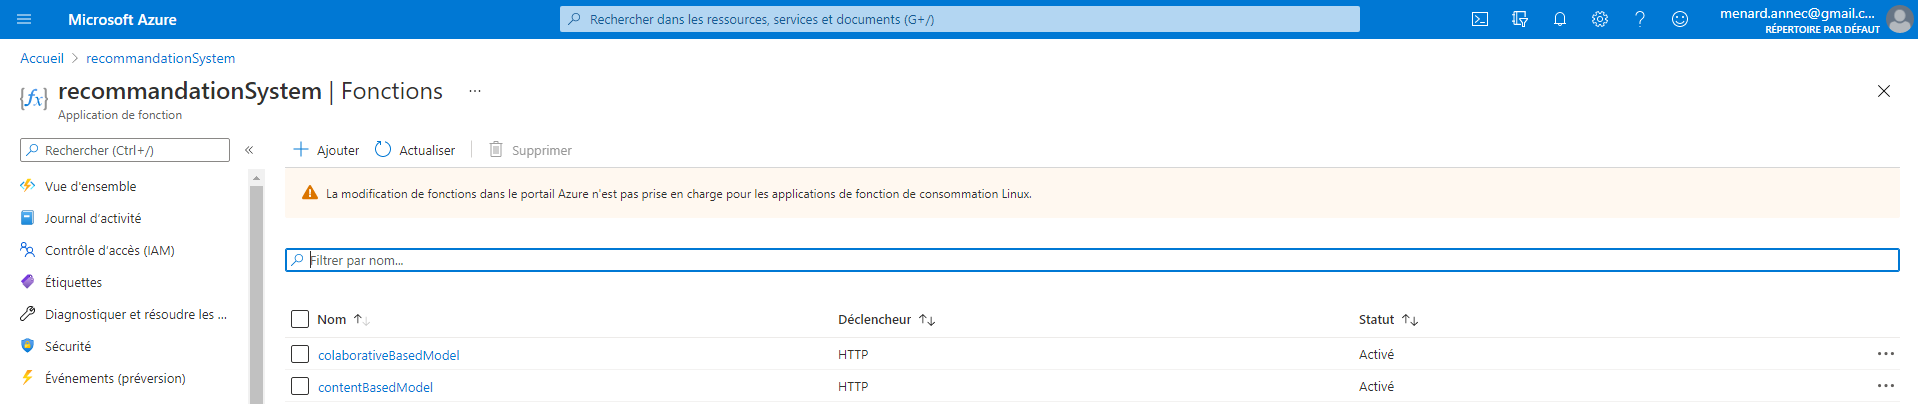 Microsoft Azure
Rechercher dans les ressources, services et documents (G+/)
menard.annec@gmail.c...
RÉPERTOIRE PAR DÉFAUT
Accueil > recommandationSystem
{fx} recommandationSystem | Fonctions ...
Application de fonction
Rechercher (Ctrl+/) «
Vue d'ensemble
Journal d'activité
Contrôle d'accès (IAM)
Étiquettes
Diagnostiquer et résoudre les ...
Sécurité
Événements (préversion)
+ Ajouter Actualiser Supprimer
La modification de fonctions dans le portail Azure n'est pas prise en charge pour les applications de fonction de consommation Linux.
Filtrer par nom...
Nom ↑↓ Déclencheur ↑↓ Statut ↑↓
colaborativeBasedModel HTTP Activé ...
contentBasedModel HTTP Activé ...